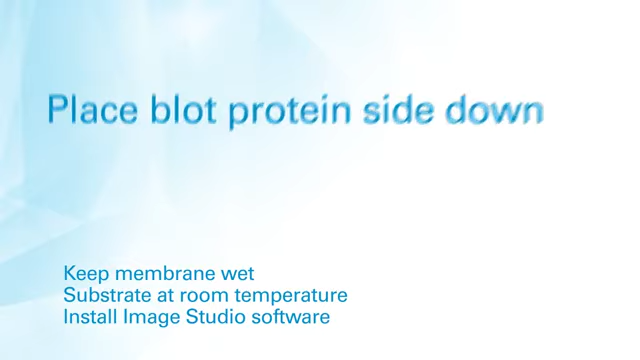 Place blot protein side down
Keep membrane wet
Substrate at room temperature
Install Image Studio software